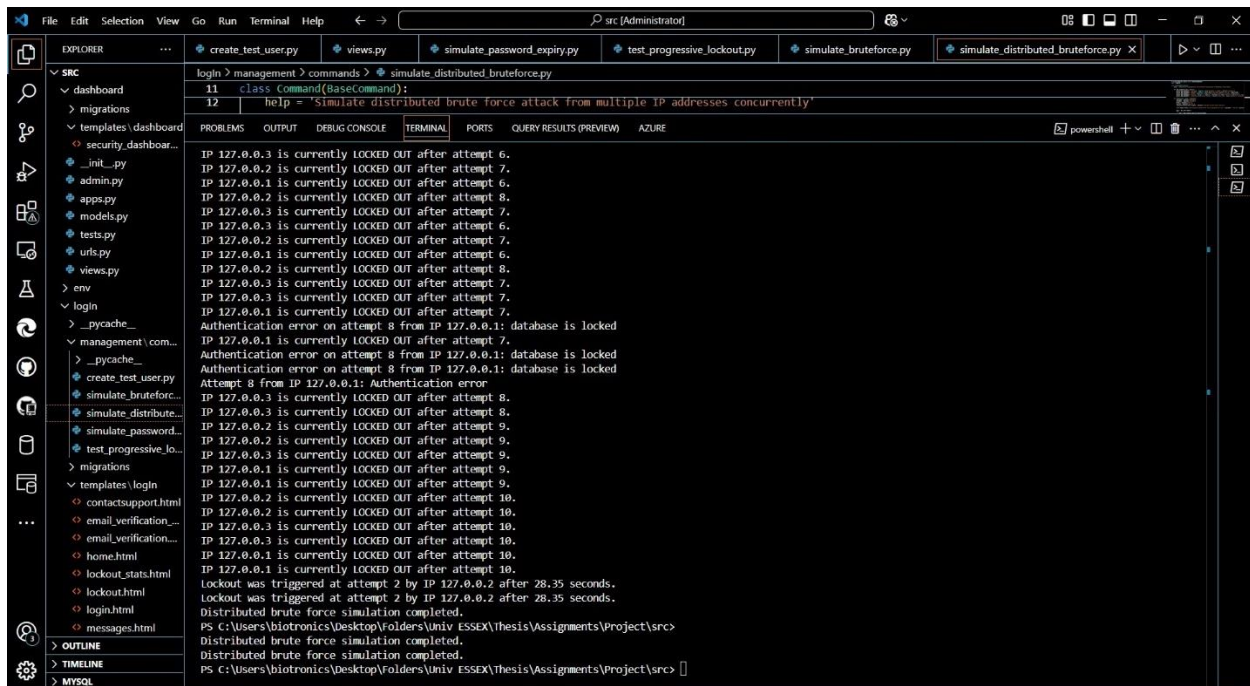 File Edit Selection View Go Run Terminal Help
src [Administrator]
EXPLORER
create_test_user.py
views.py
simulate_password_expiry.py
test_progressive_lockout.py
simulate_bruteforce.py
simulate_distributed_bruteforce.py
SRC
dashboard
migrations
templates\dashboard
security_dashboar...
__init__.py
admin.py
apps.py
models.py
tests.py
urls.py
views.py
env
logIn
__pycache__
management\com...
__pycache__
create_test_user.py
simulate_bruteforc...
simulate_distribute...
simulate_password...
test_progressive_lo...
migrations
templates\logIn
contactsupport.html
email_verification_...
email_verification....
home.html
lockout_stats.html
lockout.html
login.html
messages.html
OUTLINE
TIMELINE
MYSQL
3
logIn > management > commands > simulate_distributed_bruteforce.py
11 class Command(BaseCommand):
12 help = 'Simulate distributed brute force attack from multiple IP addresses concurrently'
PROBLEMS OUTPUT DEBUG CONSOLE TERMINAL PORTS QUERY RESULTS (PREVIEW) AZURE
powershell
IP 127.0.0.3 is currently LOCKED OUT after attempt 6.
IP 127.0.0.2 is currently LOCKED OUT after attempt 7.
IP 127.0.0.1 is currently LOCKED OUT after attempt 6.
IP 127.0.0.2 is currently LOCKED OUT after attempt 8.
IP 127.0.0.3 is currently LOCKED OUT after attempt 7.
IP 127.0.0.3 is currently LOCKED OUT after attempt 6.
IP 127.0.0.2 is currently LOCKED OUT after attempt 7.
IP 127.0.0.1 is currently LOCKED OUT after attempt 6.
IP 127.0.0.2 is currently LOCKED OUT after attempt 8.
IP 127.0.0.3 is currently LOCKED OUT after attempt 7.
IP 127.0.0.3 is currently LOCKED OUT after attempt 7.
IP 127.0.0.1 is currently LOCKED OUT after attempt 7.
Authentication error on attempt 8 from IP 127.0.0.1: database is locked
IP 127.0.0.1 is currently LOCKED OUT after attempt 7.
Authentication error on attempt 8 from IP 127.0.0.1: database is locked
Authentication error on attempt 8 from IP 127.0.0.1: database is locked
Attempt 8 from IP 127.0.0.1: Authentication error
IP 127.0.0.3 is currently LOCKED OUT after attempt 8.
IP 127.0.0.3 is currently LOCKED OUT after attempt 8.
IP 127.0.0.2 is currently LOCKED OUT after attempt 9.
IP 127.0.0.2 is currently LOCKED OUT after attempt 9.
IP 127.0.0.3 is currently LOCKED OUT after attempt 9.
IP 127.0.0.1 is currently LOCKED OUT after attempt 9.
IP 127.0.0.1 is currently LOCKED OUT after attempt 9.
IP 127.0.0.2 is currently LOCKED OUT after attempt 10.
IP 127.0.0.2 is currently LOCKED OUT after attempt 10.
IP 127.0.0.3 is currently LOCKED OUT after attempt 10.
IP 127.0.0.3 is currently LOCKED OUT after attempt 10.
IP 127.0.0.1 is currently LOCKED OUT after attempt 10.
IP 127.0.0.1 is currently LOCKED OUT after attempt 10.
Lockout was triggered at attempt 2 by IP 127.0.0.2 after 28.35 seconds.
Lockout was triggered at attempt 2 by IP 127.0.0.2 after 28.35 seconds.
Distributed brute force simulation completed.
PS C:\Users\biotronics\Desktop\Folders\Univ ESSEX\Thesis\Assignments\Project\src>
Distributed brute force simulation completed.
Distributed brute force simulation completed.
PS C:\Users\biotronics\Desktop\Folders\Univ ESSEX\Thesis\Assignments\Project\src>